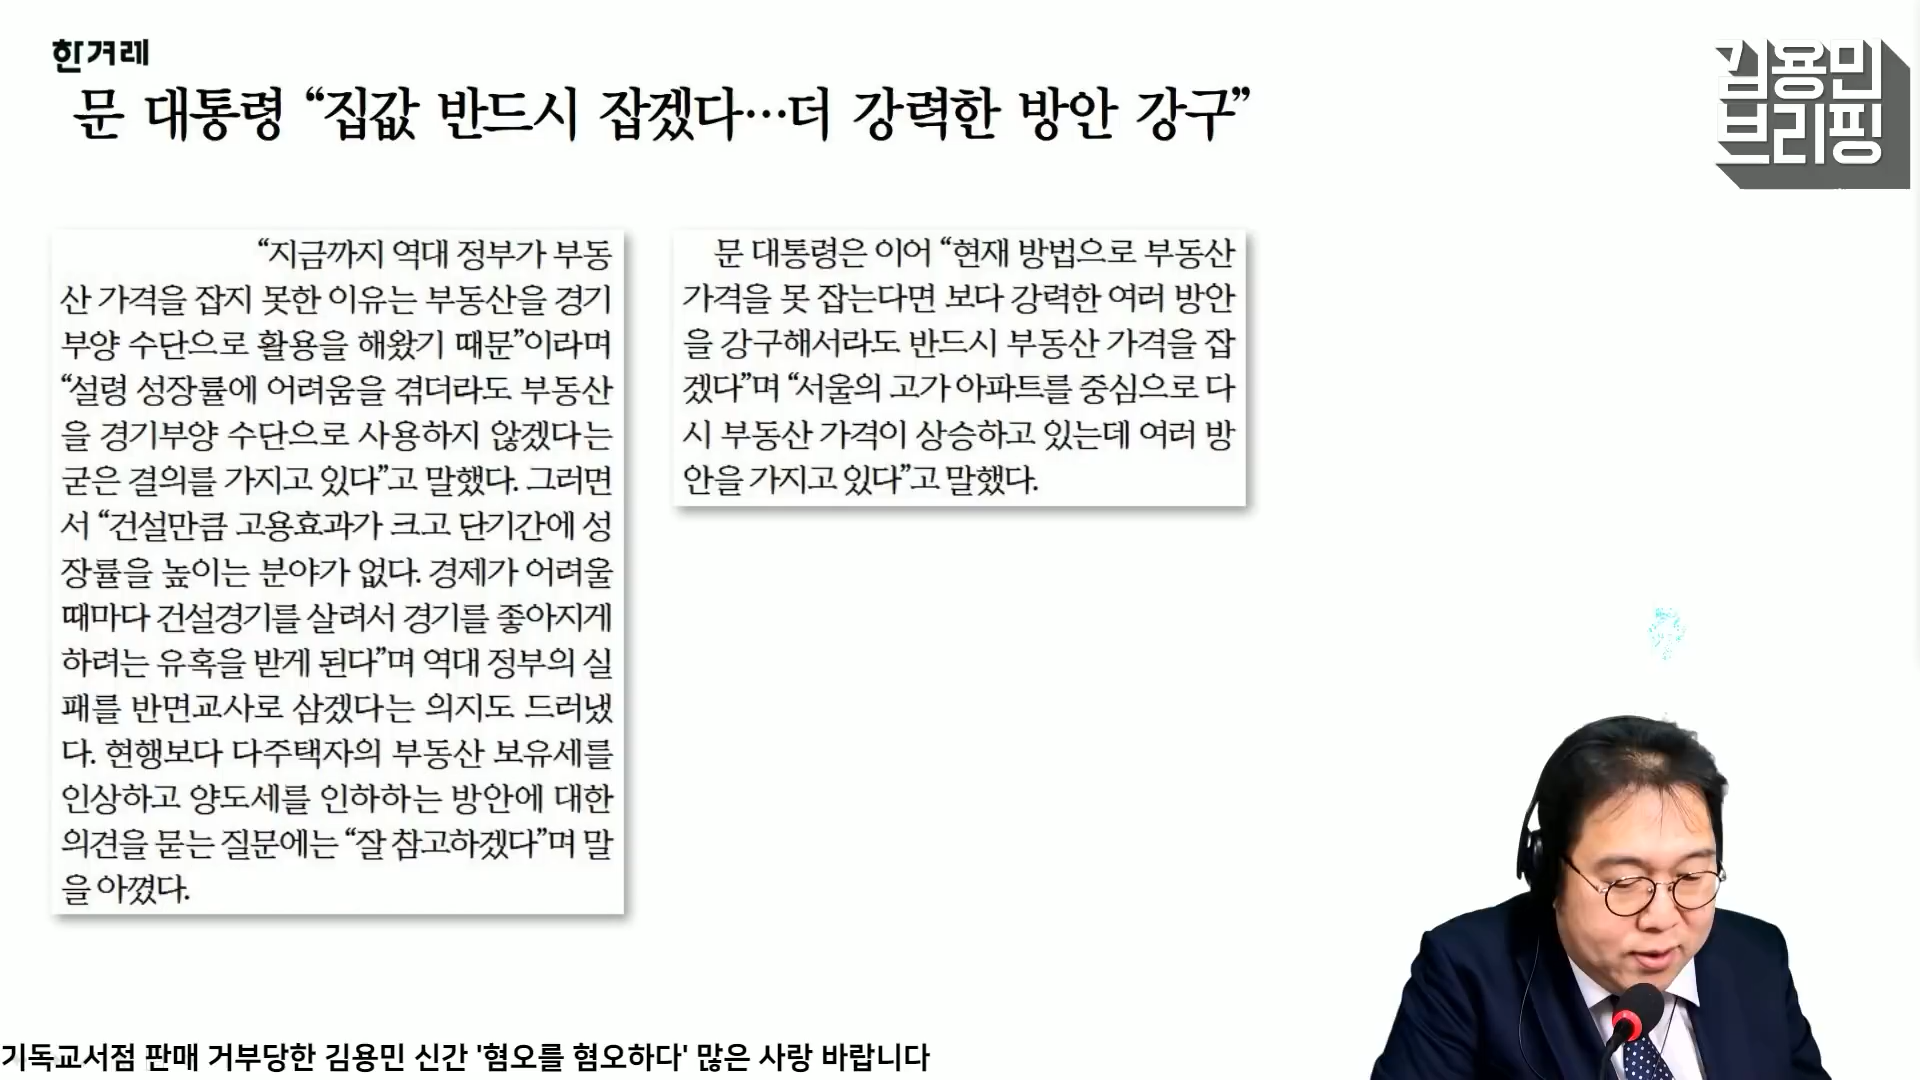 한겨레
문 대통령 “집값 반드시 잡겠다…더 강력한 방안 강구”
김용민
브리핑
“지금까지 역대 정부가 부동
산 가격을 잡지 못한 이유는 부동산을 경기
부양 수단으로 활용을 해왔기 때문”이라며
“설령 성장률에 어려움을 겪더라도 부동산
을 경기부양 수단으로 사용하지 않겠다는
굳은 결의를 가지고 있다”고 말했다. 그러면
서 “건설만큼 고용효과가 크고 단기간에 성
장률을 높이는 분야가 없다. 경제가 어려울
때마다 건설경기를 살려서 경기를 좋아지게
하려는 유혹을 받게 된다”며 역대 정부의 실
패를 반면교사로 삼겠다는 의지도 드러냈
다. 현행보다 다주택자의 부동산 보유세를
인상하고 양도세를 인하하는 방안에 대한
의견을 묻는 질문에는 “잘 참고하겠다”며 말
을 아꼈다.
문 대통령은 이어 “현재 방법으로 부동산
가격을 못 잡는다면 보다 강력한 여러 방안
을 강구해서라도 반드시 부동산 가격을 잡
겠다”며 “서울의 고가 아파트를 중심으로 다
시 부동산 가격이 상승하고 있는데 여러 방
안을 가지고 있다”고 말했다.
기독교서점 판매 거부당한 김용민 신간 '혐오를 혐오하다' 많은 사랑 바랍니다